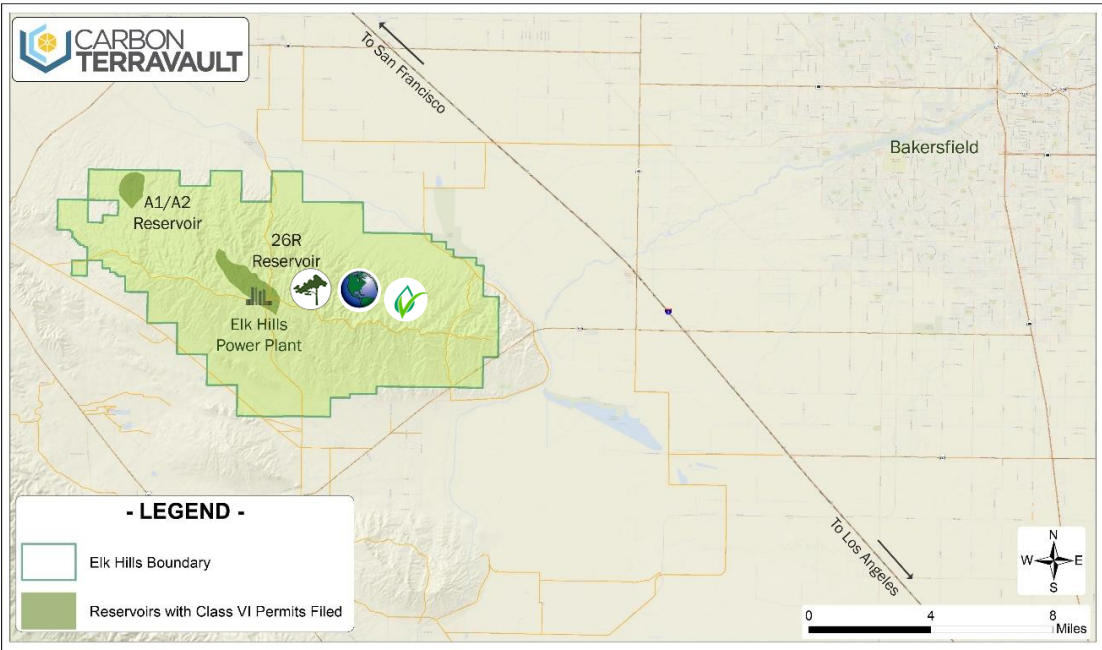 CARBON
TERRAVAULT
To San Francisco
Bakersfield
A1/A2
Reservoir
26R
Reservoir
Elk Hills
Power Plant
To Los Angeles
- LEGEND -
Elk Hills Boundary
Reservoirs with Class VI Permits Filed
N
W
E
S
0
4
8
Miles